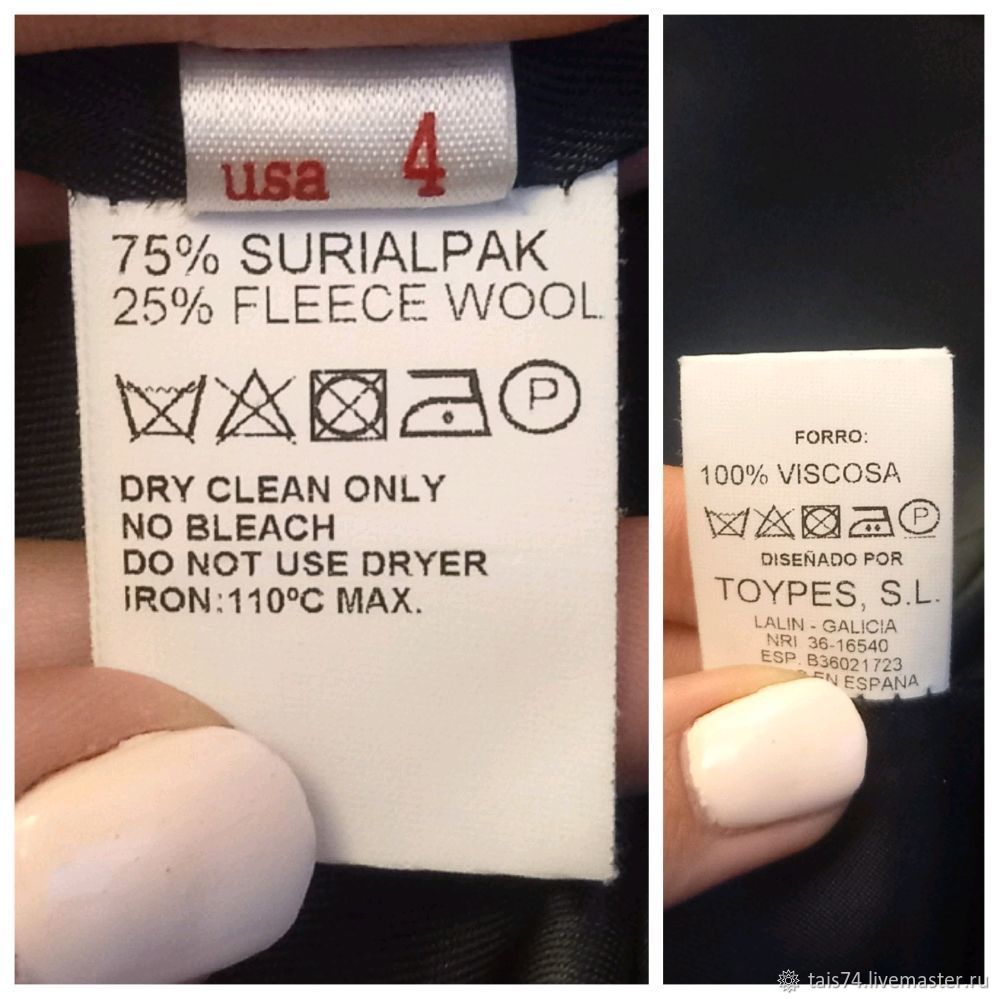 usa 4
75% SURIALPAK
25% FLEECE WOOL
P
DRY CLEAN ONLY
NO BLEACH
DO NOT USE DRYER
IRON:110ºC MAX.
FORRO:
100% VISCOSA
P
DISEÑADO POR
TOYPES, S.L.
LALIN - GALICIA
NRI 36-16540
ESP. B36021723
EN ESPAÑA
tais74.livemaster.ru